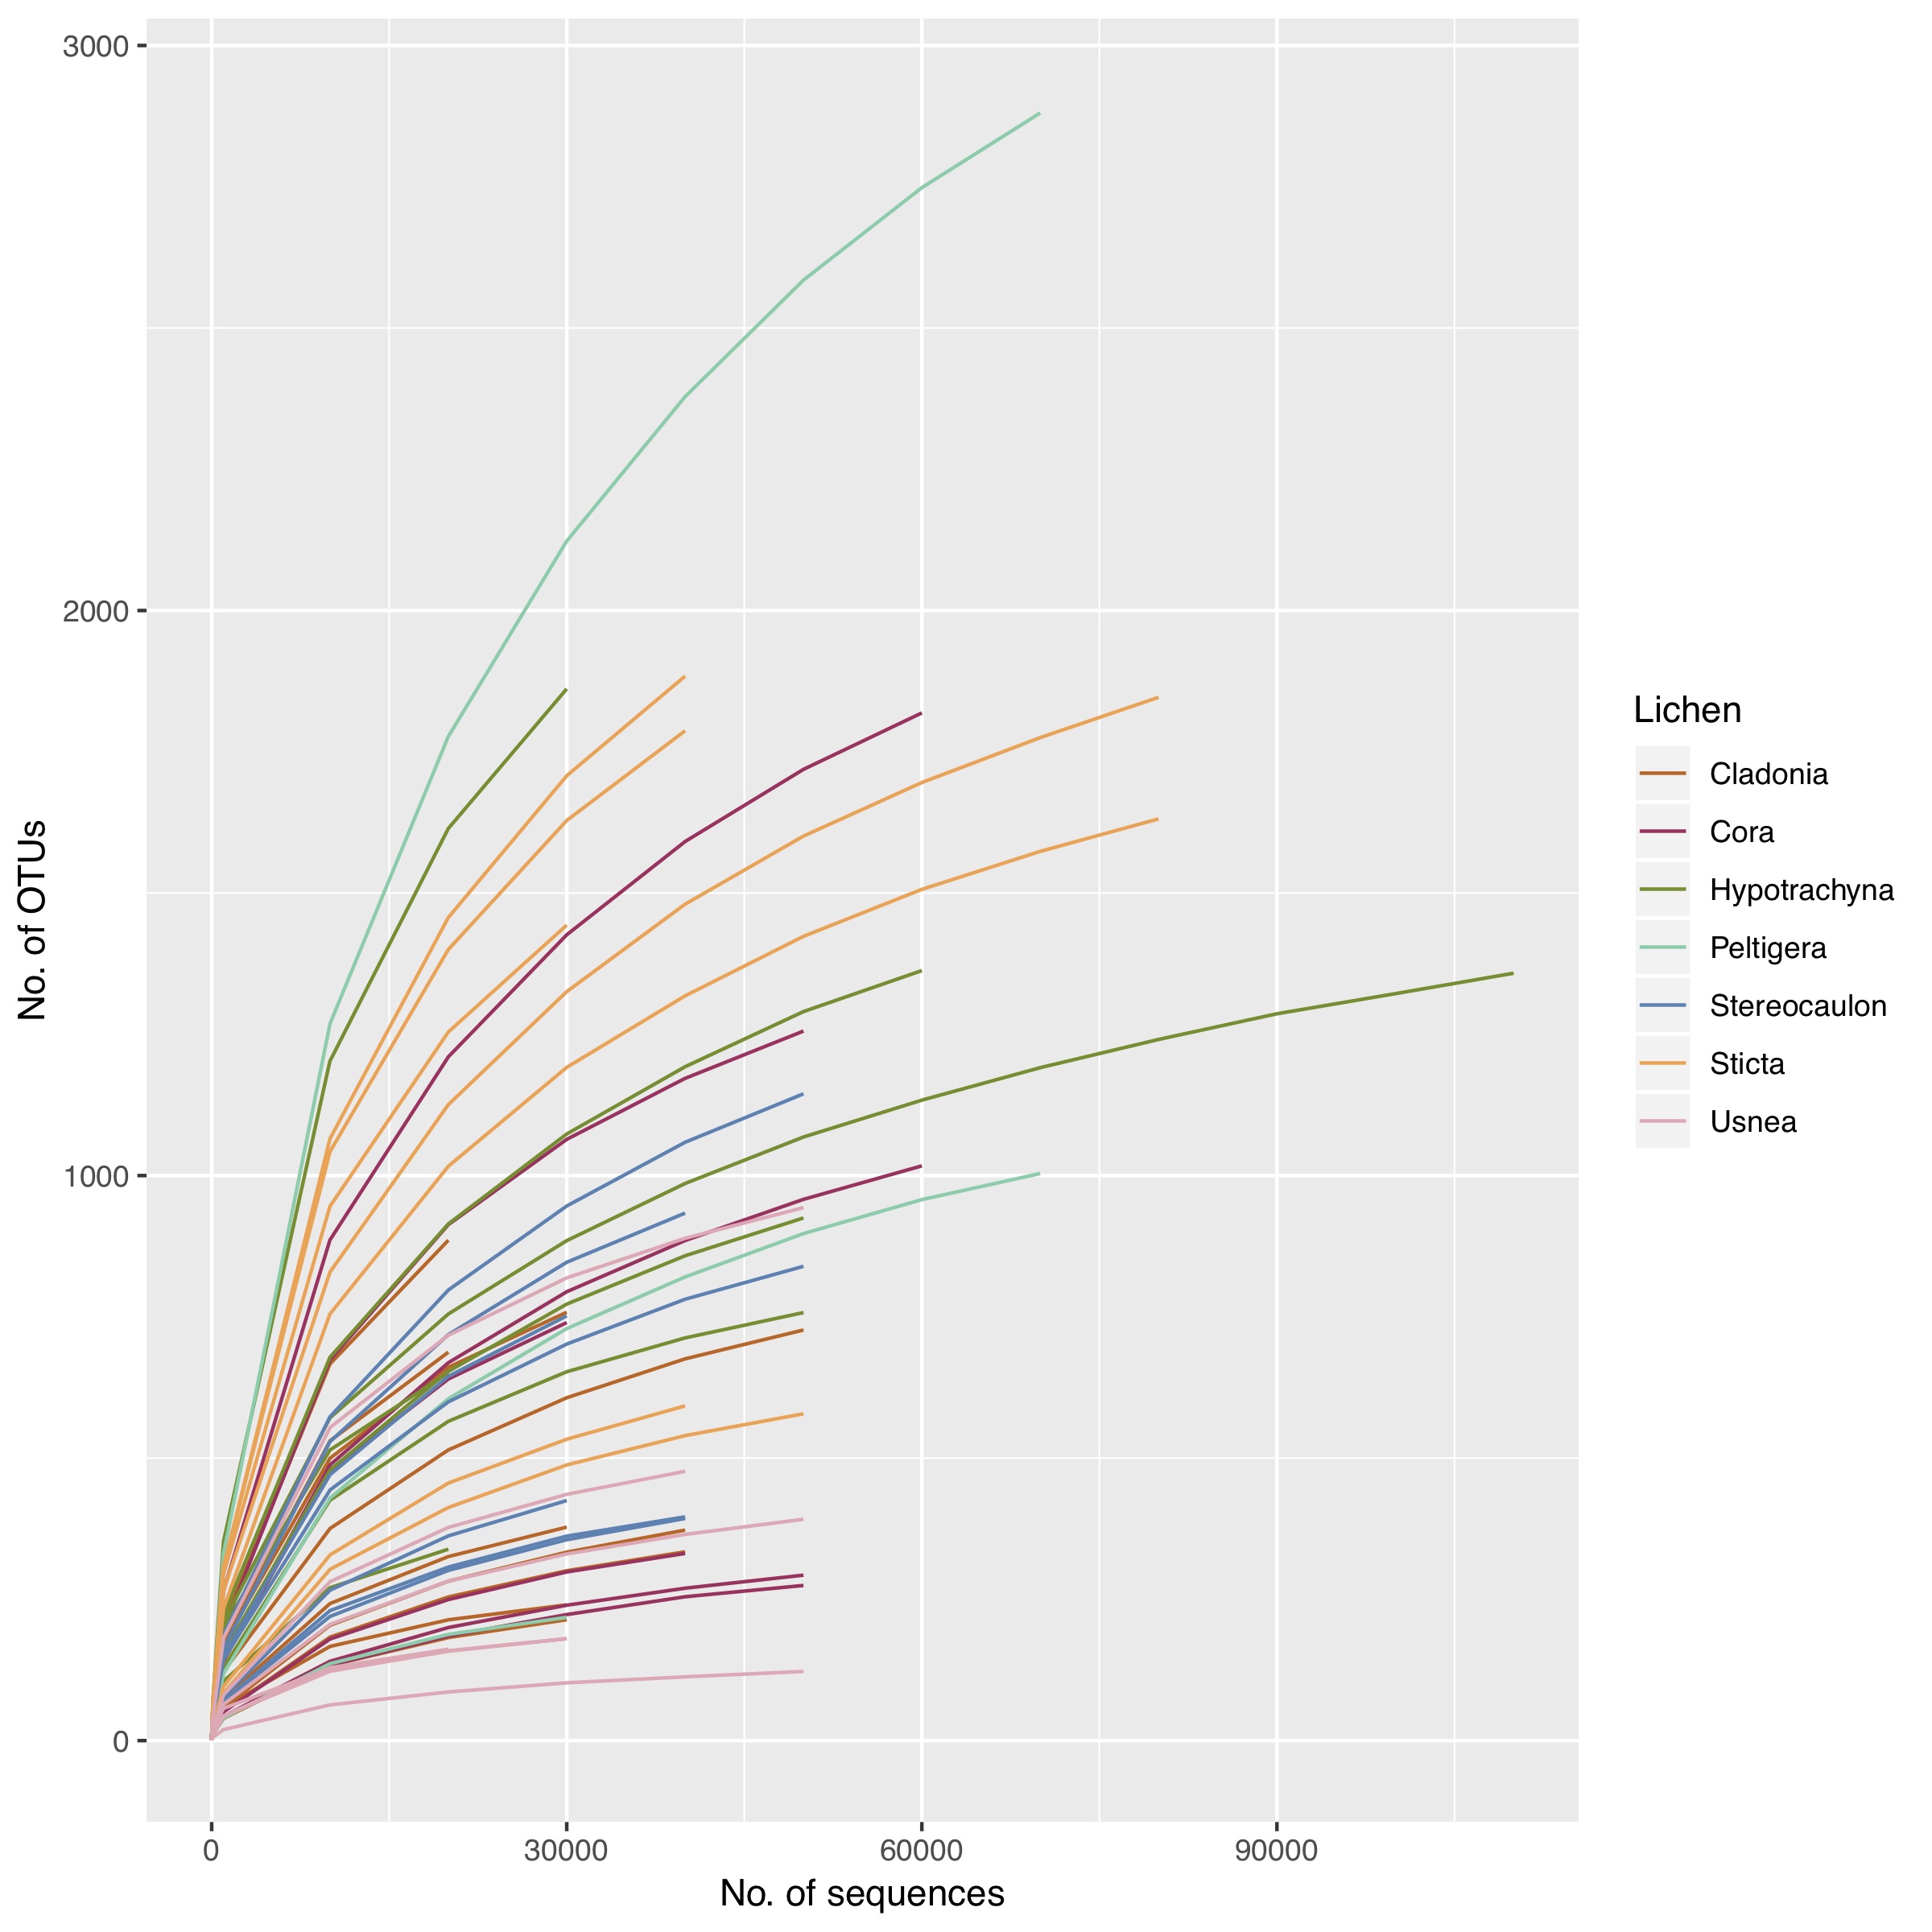 3000
2000
1000
0
No. of OTUs
0 30000 60000 90000
No. of sequences
Lichen
Cladonia
Cora
Hypotrachyna
Peltigera
Stereocaulon
Sticta
Usnea